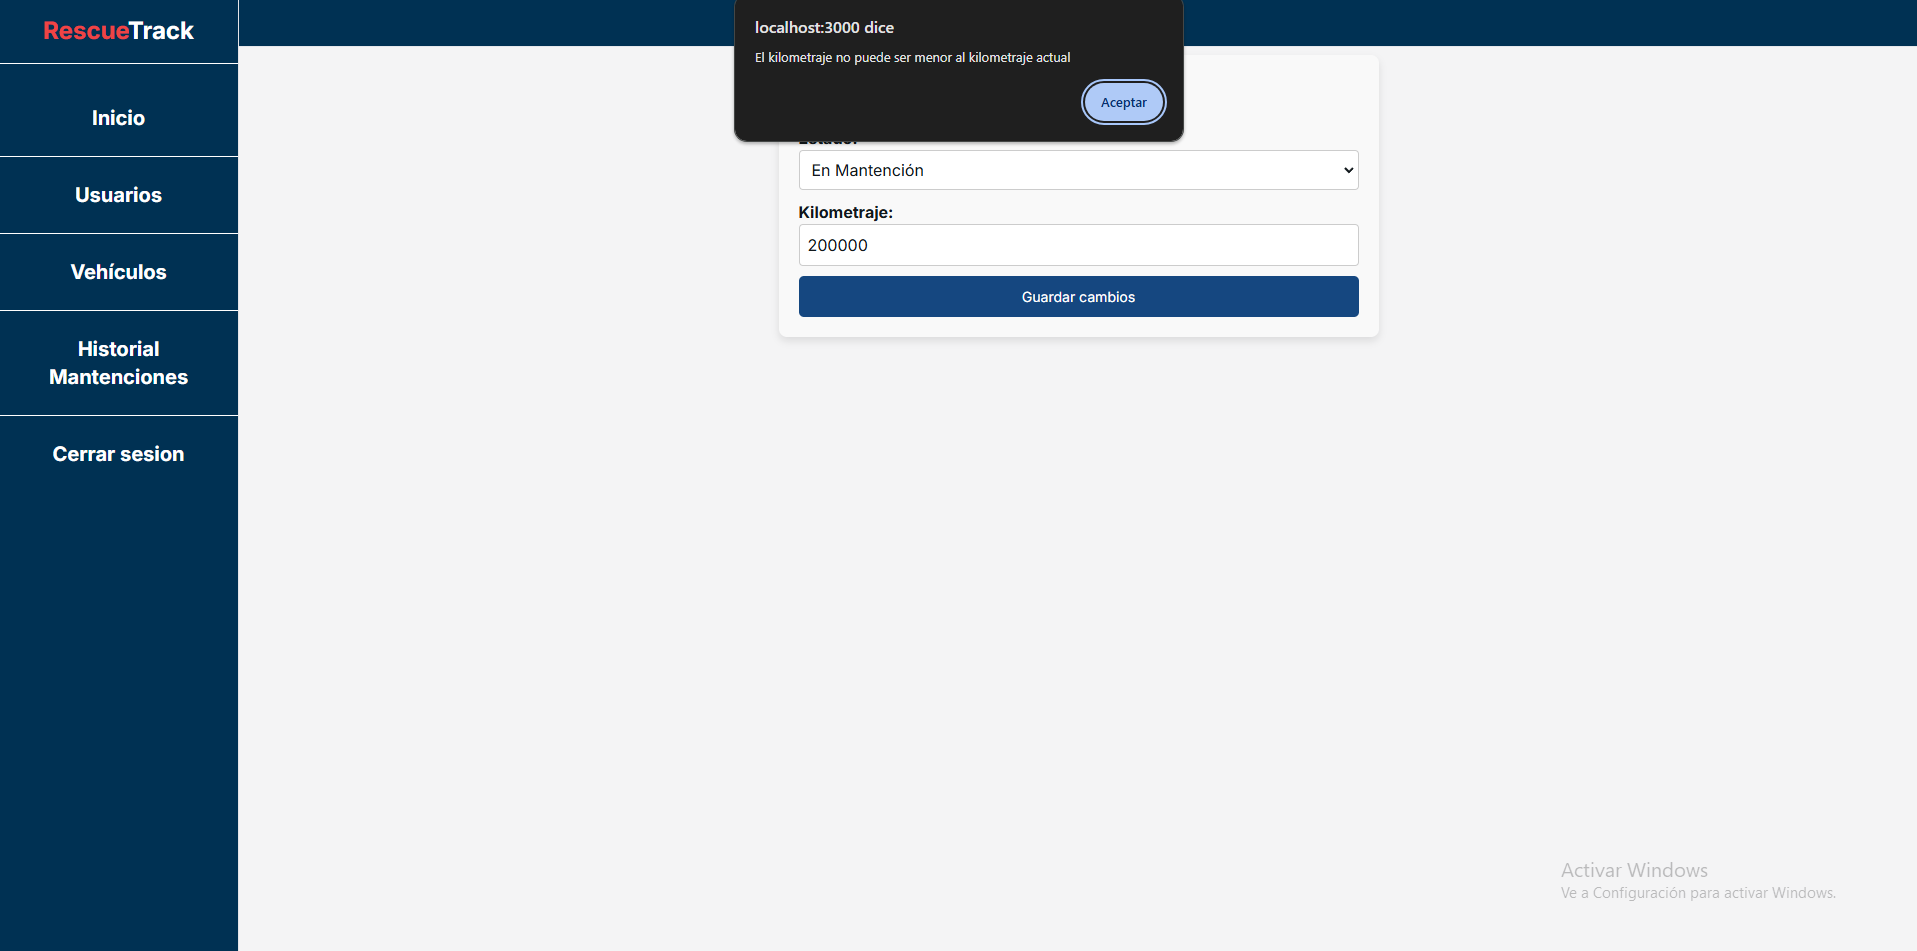 RescueTrack
Inicio
Usuarios
Vehículos
Historial
Mantenciones
Cerrar sesion
localhost:3000 dice
El kilometraje no puede ser menor al kilometraje actual
Aceptar
Estado:
En Mantención
Kilometraje:
200000
Guardar cambios
Activar Windows
Ve a Configuración para activar Windows.